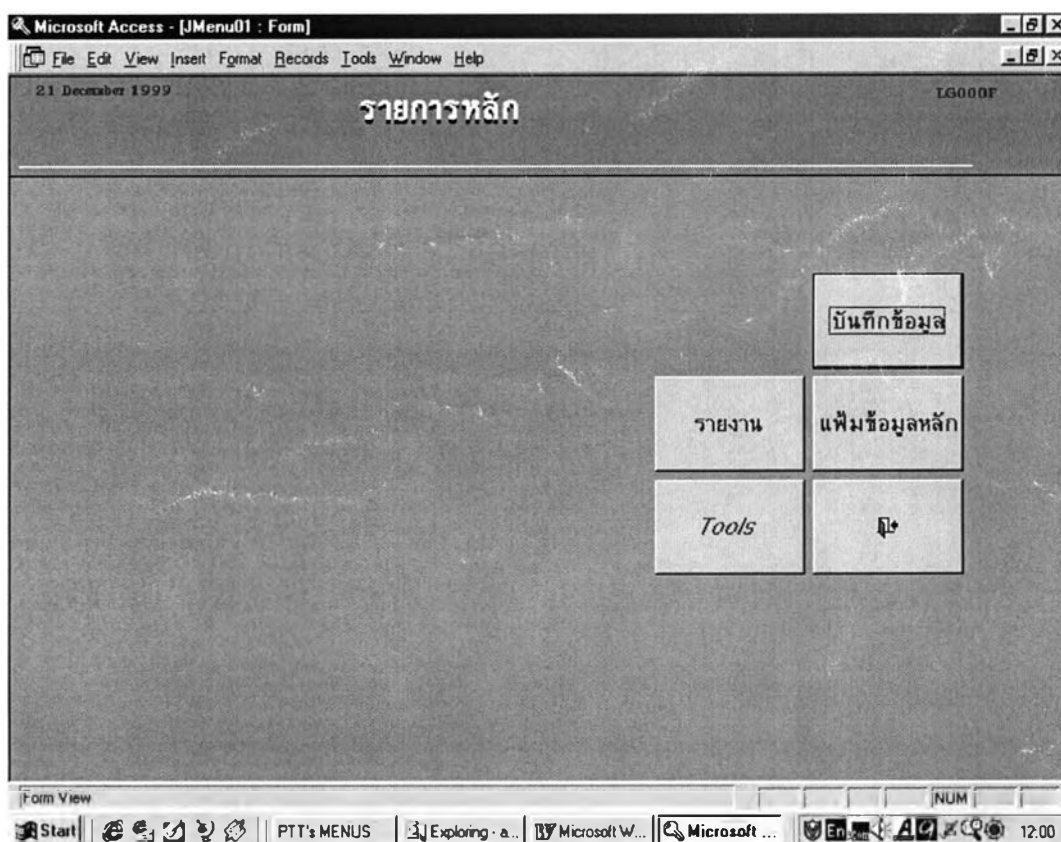 Microsoft Access - [JMenu01 : Form]
File Edit View Insert Format Records Tools Window Help
21 December 1999
รายการหลัก
LG000F
บันทึกข้อมูล
รายงาน
แฟ้มข้อมูลหลัก
Tools
Form View
NUM
Start
PTT's MENUS
Exploring - a...
Microsoft W...
Microsoft ...
En
12:00